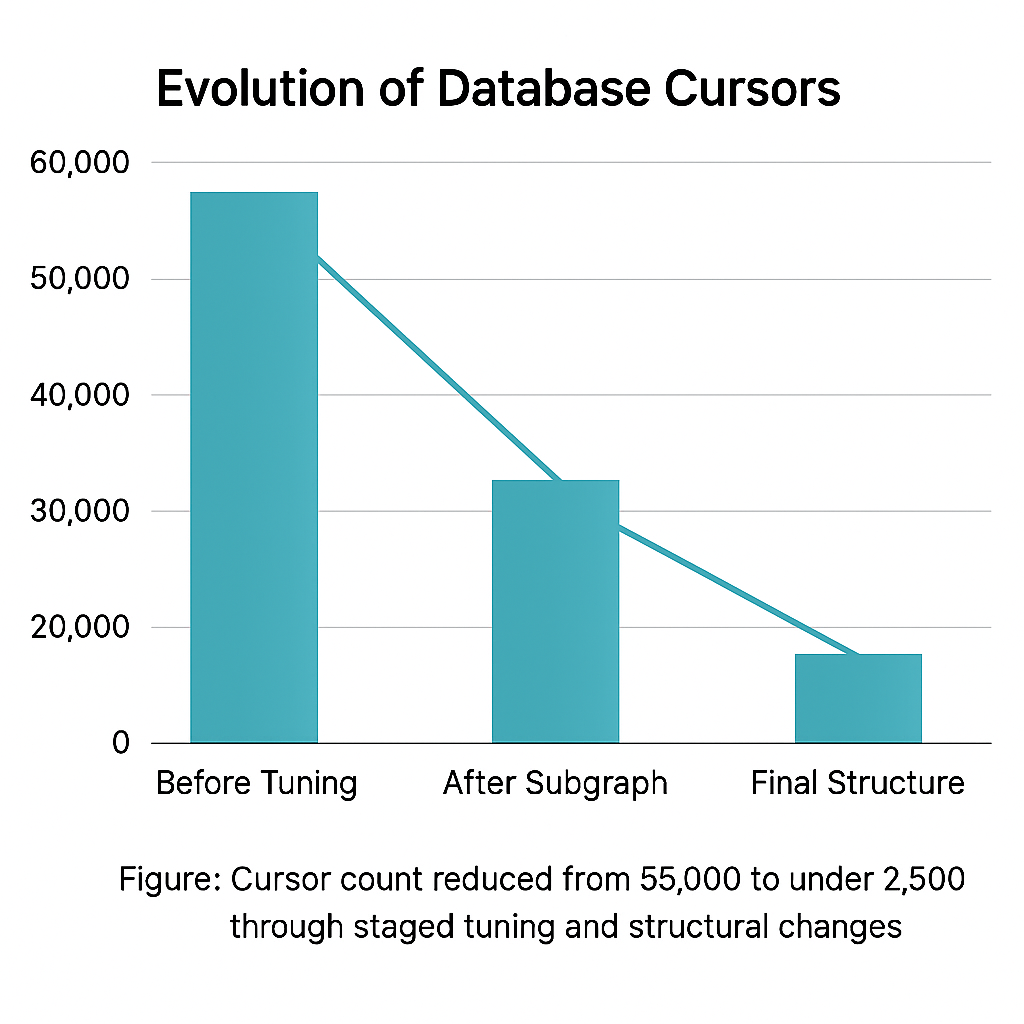 Evolution of Database Cursors
60,000
50,000
40,000
30,000
20,000
0
Before Tuning After Subgraph Final Structure
Figure: Cursor count reduced from 55,000 to under 2,500
through staged tuning and structural changes